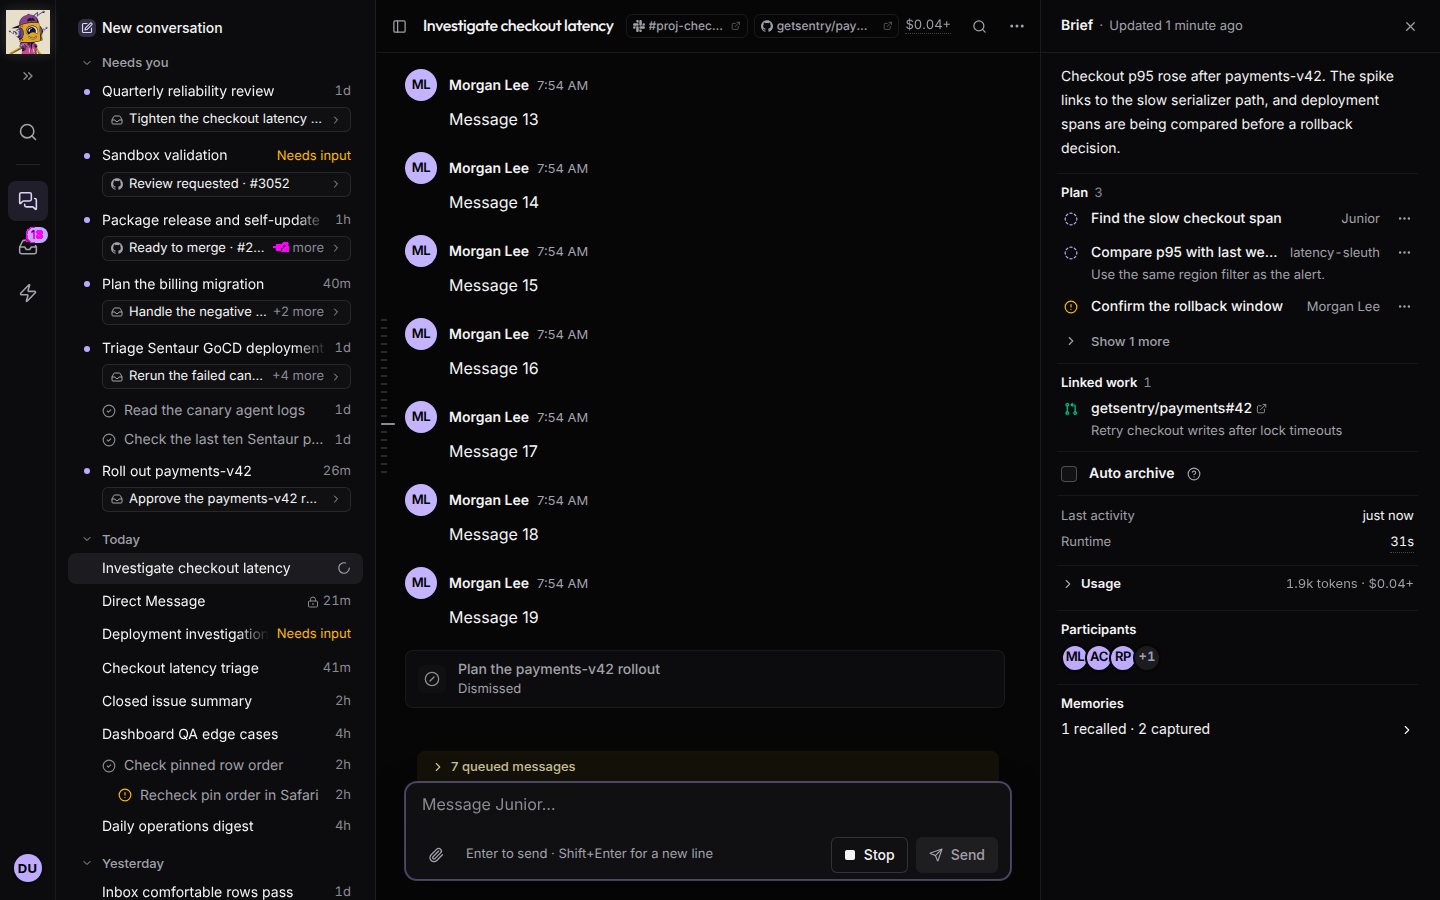 New conversation
Needs you
Quarterly reliability review 1d
Tighten the checkout latency ...
Sandbox validation Needs input
Review requested · #3052
Package release and self-update 1h
Ready to merge · #2... more
Plan the billing migration 40m
Handle the negative ... +2 more
Triage Sentaur GoCD deployment 1d
Rerun the failed can... +4 more
Read the canary agent logs 1d
Check the last ten Sentaur p... 1d
Roll out payments-v42 26m
Approve the payments-v42 r...
Today
Investigate checkout latency
Direct Message 21m
Deployment investigation Needs input
Checkout latency triage 41m
Closed issue summary 2h
Dashboard QA edge cases 4h
Check pinned row order 2h
Recheck pin order in Safari 2h
Daily operations digest 4h
Yesterday
Inbox comfortable rows pass 1d
DU
Investigate checkout latency #proj-chec... getsentry/pay... $0.04+
ML Morgan Lee 7:54 AM
Message 13
ML Morgan Lee 7:54 AM
Message 14
ML Morgan Lee 7:54 AM
Message 15
ML Morgan Lee 7:54 AM
Message 16
ML Morgan Lee 7:54 AM
Message 17
ML Morgan Lee 7:54 AM
Message 18
ML Morgan Lee 7:54 AM
Message 19
Plan the payments-v42 rollout
Dismissed
7 queued messages
Message Junior...
Enter to send · Shift+Enter for a new line Stop Send
Brief · Updated 1 minute ago
Checkout p95 rose after payments-v42. The spike
links to the slow serializer path, and deployment
spans are being compared before a rollback
decision.
Plan 3
Find the slow checkout span Junior
Compare p95 with last we... latency-sleuth
Use the same region filter as the alert.
Confirm the rollback window Morgan Lee
Show 1 more
Linked work 1
getsentry/payments#42
Retry checkout writes after lock timeouts
Auto archive
Last activity just now
Runtime 31s
Usage 1.9k tokens · $0.04+
Participants
ML AC RP +1
Memories
1 recalled · 2 captured